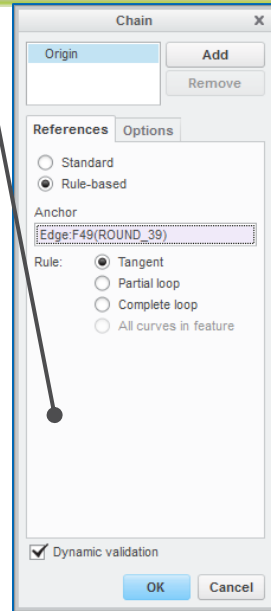 Chain X
Origin Add
Remove
References Options
Standard
Rule-based
Anchor
Edge:F49(ROUND_39)
Rule: Tangent
Partial loop
Complete loop
All curves in feature
Dynamic validation
OK Cancel